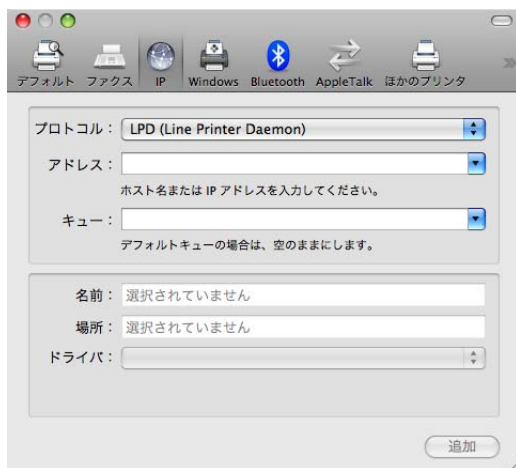 デフォルト ファクス IP Windows Bluetooth AppleTalk ほかのプリンタ
プロトコル： LPD (Line Printer Daemon)
アドレス：
ホスト名または IP アドレスを入力してください。
キュー：
デフォルトキューの場合は、空のままにします。
名前： 選択されていません
場所： 選択されていません
ドライバ：
追加